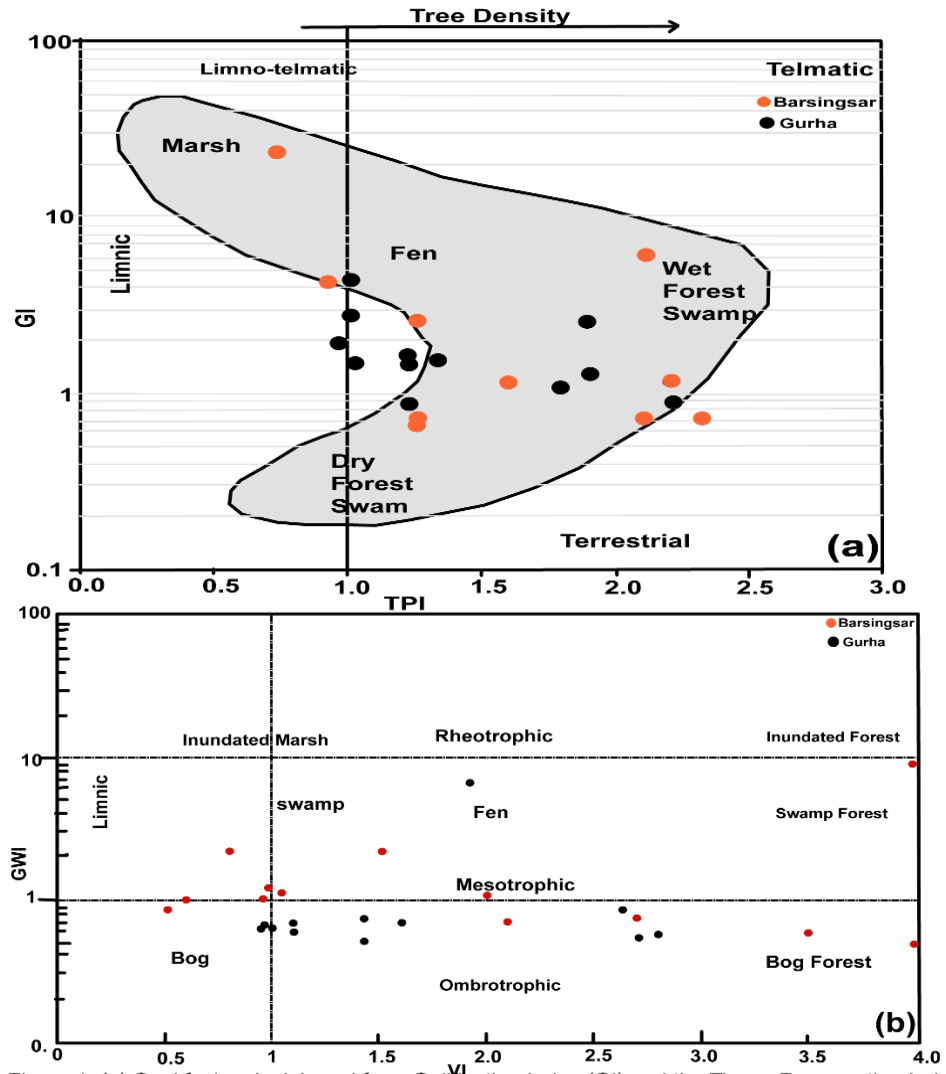 Tree Density
100
Limno-telmatic
Telmatic
Barsingsar
Gurha
Marsh
10
Limnic
Fen
Wet
Forest
Swamp
GI
1
Dry
Forest
Swam
Terrestrial
(a)
0.1
0.0 0.5 1.0 1.5 2.0 2.5 3.0
TPI
100
Barsingsar
Gurha
Inundated Marsh
Rheotrophic
Inundated Forest
10
Limnic
swamp
Fen
Swamp Forest
GWI
Mesotrophic
1
Bog
Bog Forest
Ombrotrophic
(b)
0.
0 0.5 1.0 1.5 2.0 2.5 3.0 3.5 4.0
VI